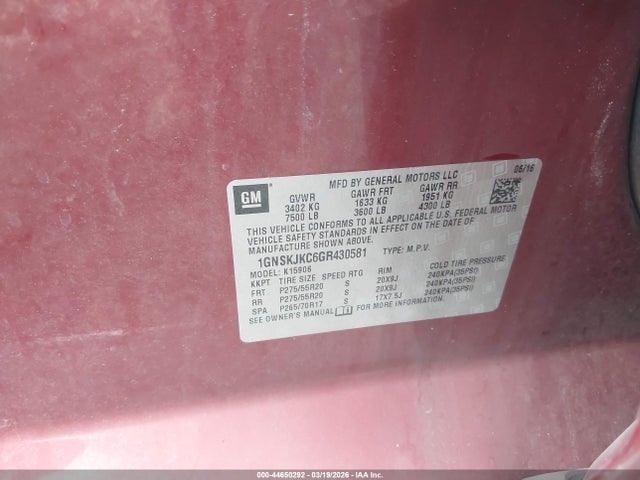 06/16
GM
MFD BY GENERAL MOTORS LLC
GVWR GAWR FRT GAWR RR
3402 KG 1633 KG 1951 KG
7500 LB 3600 LB 4300 LB
THIS VEHICLE CONFORMS TO ALL APPLICABLE U.S. FEDERAL MOTOR
VEHICLE SAFETY STANDARDS IN EFFECT ON THE DATE OF
MANUFACTURE SHOWN ABOVE.
1GNSKJKC6GR430581 TYPE: M.P.V.
MODEL: K15906
KKPT TIRE SIZE SPEED RTG RIM COLD TIRE PRESSURE
FRT P275/55R20 S 20X9J 240KPA(35PSI)
RR P275/55R20 S 20X9J 240KPA(35PSI)
SPA P265/70R17 S 17X7.5J 240KPA(35PSI)
SEE OWNER'S MANUAL FOR MORE INFORMATION.
000-44650292 - 03/19/2026 - IAA Inc.